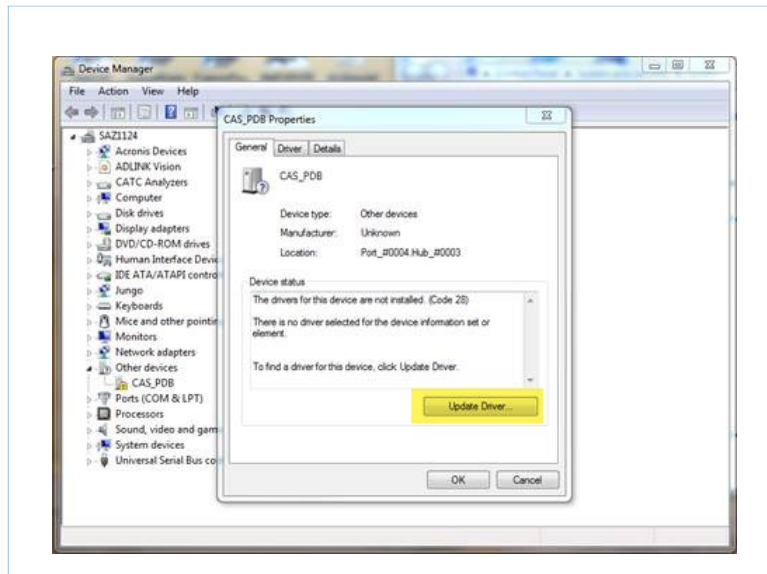 Device Manager
File Action View Help
SAZ1124
Acronis Devices
ADLINK Vision
CATC Analyzers
Computer
Disk drives
Display adapters
DVD/CD-ROM drives
Human Interface Devic
IDE ATA/ATAPI contro
Jungo
Keyboards
Mice and other pointin
Monitors
Network adapters
Other devices
CAS_PDB
Ports (COM & LPT)
Processors
Sound, video and gam
System devices
Universal Serial Bus co
CAS_PDB Properties
General Driver Details
CAS_PDB
Device type: Other devices
Manufacturer: Unknown
Location: Port_#0004.Hub_#0003
Device status
The drivers for this device are not installed. (Code 28)
There is no driver selected for the device information set or
element.
To find a driver for this device, click Update Driver.
Update Driver...
OK Cancel